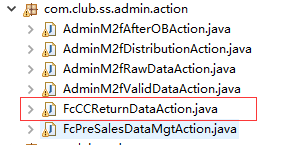 com.club.ss.admin.action
AdminM2fAfterOBAction.java
AdminM2fDistributionAction.java
AdminM2fRawDataAction.java
AdminM2fValidDataAction.java
FcCCReturnDataAction.java
FcPreSalesDataMgtAction.java